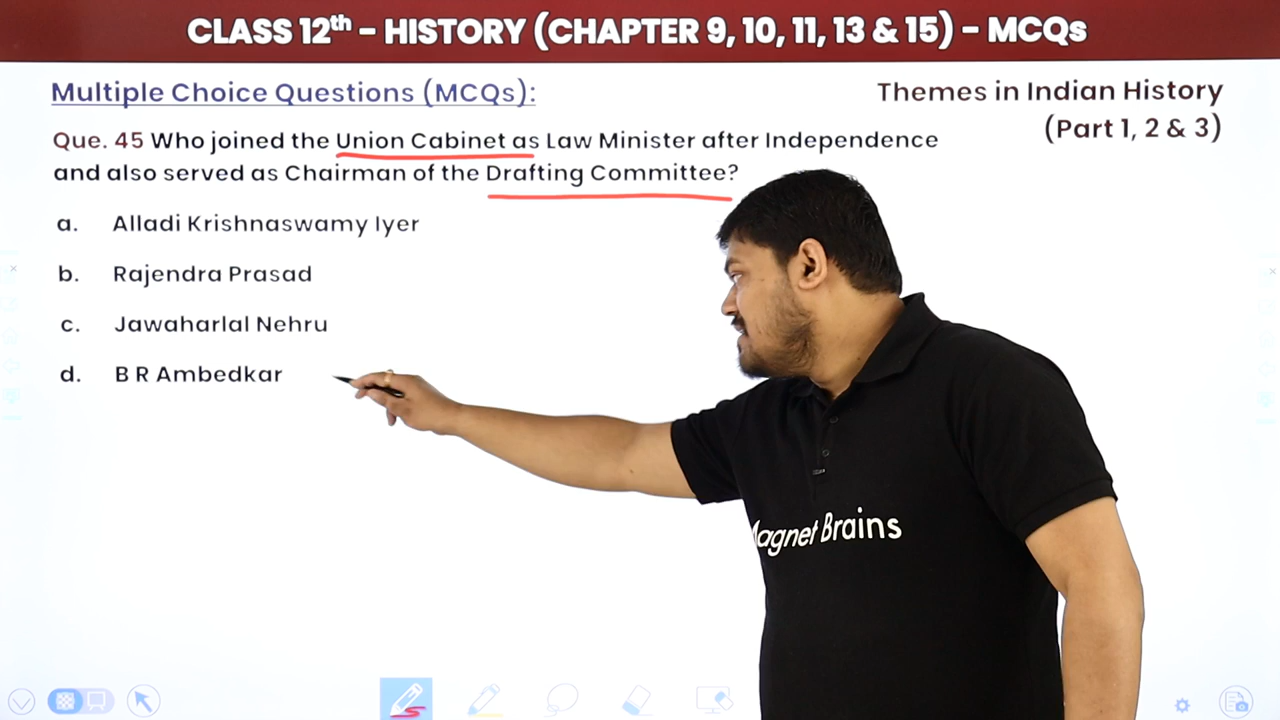 CLASS 12th – HISTORY (CHAPTER 9, 10, 11, 13 & 15) – MCQs
Multiple Choice Questions (MCQs):
Themes in Indian History
(Part 1, 2 & 3)
Que. 45 Who joined the Union Cabinet as Law Minister after Independence
and also served as Chairman of the Drafting Committee?
a. Alladi Krishnaswamy Iyer
b. Rajendra Prasad
c. Jawaharlal Nehru
d. B R Ambedkar
Magnet Brains